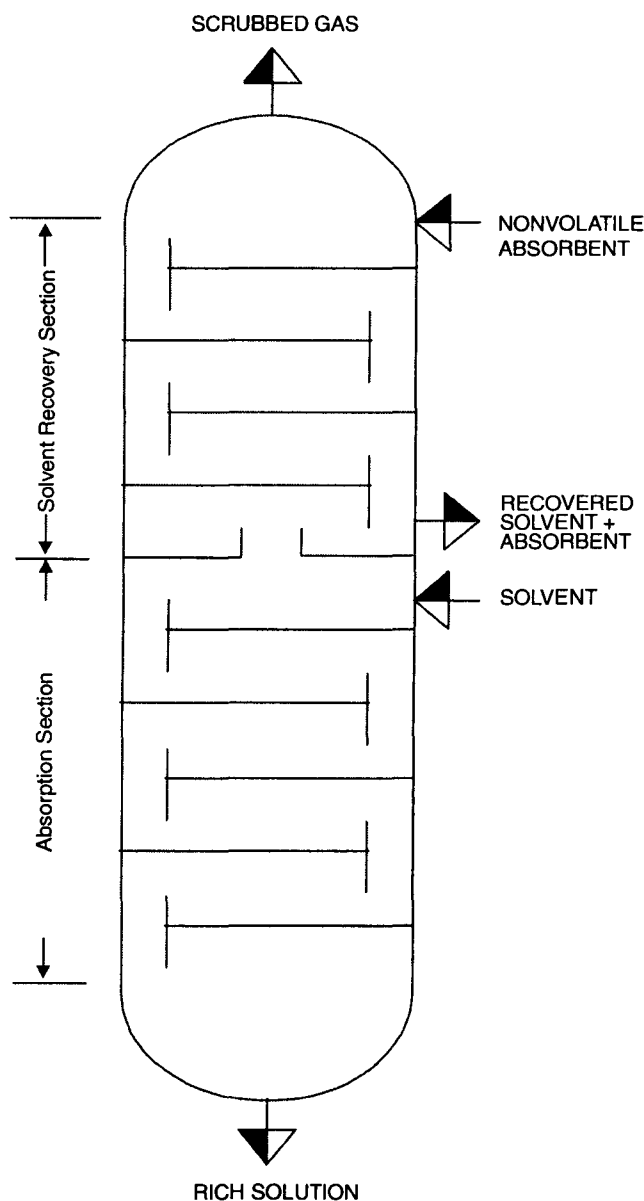 SCRUBBED GAS
NONVOLATILE
ABSORBENT
Solvent Recovery Section
RECOVERED
SOLVENT +
ABSORBENT
SOLVENT
Absorption Section
RICH SOLUTION